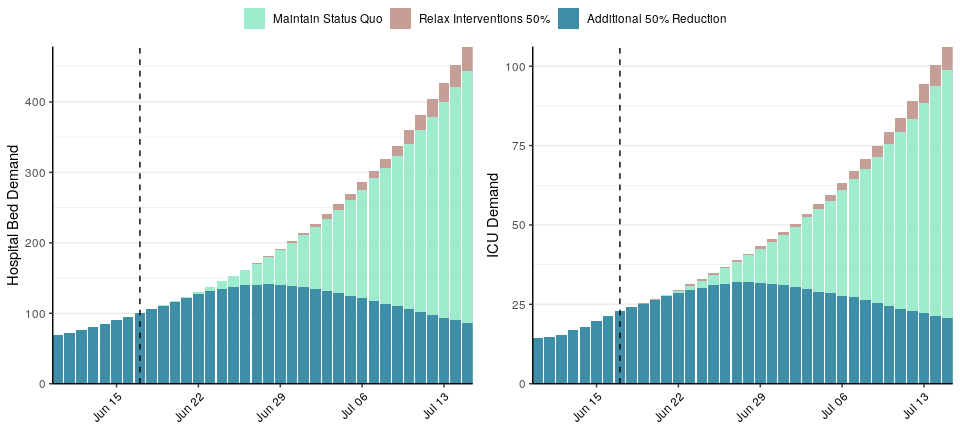 Maintain Status Quo Relax Interventions 50% Additional 50% Reduction
Hospital Bed Demand
400
300
200
100
0
Jun 15 Jun 22 Jun 29 Jul 06 Jul 13
ICU Demand
100
75
50
25
0
Jun 15 Jun 22 Jun 29 Jul 06 Jul 13